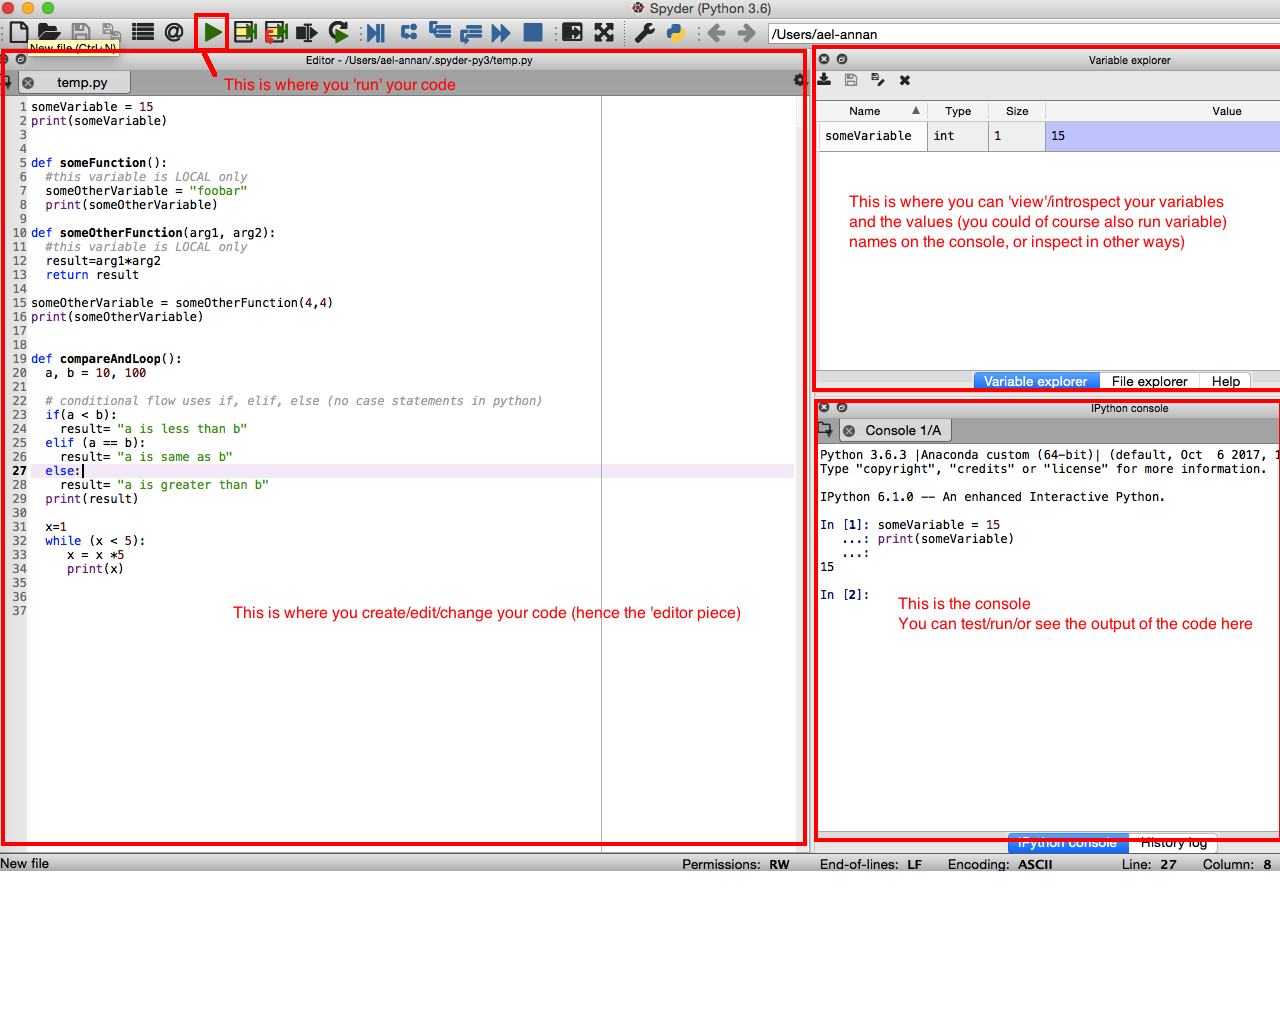 Spyder (Python 3.6)
@
/Users/ael-annan
New file (Ctrl+N)
Editor - /Users/ael-annan/.spyder-py3/temp.py
temp.py
This is where you 'run' your code
1 someVariable = 15
2 print(someVariable)
3
4
5 def someFunction():
6   #this variable is LOCAL only
7   someOtherVariable = "foobar"
8   print(someOtherVariable)
9
10 def someOtherFunction(arg1, arg2):
11   #this variable is LOCAL only
12   result=arg1*arg2
13   return result
14
15 someOtherVariable = someOtherFunction(4,4)
16 print(someOtherVariable)
17
18
19 def compareAndLoop():
20   a, b = 10, 100
21
22   # conditional flow uses if, elif, else (no case statements in python)
23   if(a < b):
24     result= "a is less than b"
25   elif (a == b):
26     result= "a is same as b"
27   else:
28     result= "a is greater than b"
29   print(result)
30
31   x=1
32   while (x < 5):
33      x = x *5
34      print(x)
35
36
37
This is where you create/edit/change your code (hence the 'editor piece)
Variable explorer
Name Type Size Value
someVariable int 1 15
This is where you can 'view'/introspect your variables
and the values (you could of course also run variable)
names on the console, or inspect in other ways)
Variable explorer File explorer Help
IPython console
Console 1/A
Python 3.6.3 |Anaconda custom (64-bit)| (default, Oct  6 2017, 1
Type "copyright", "credits" or "license" for more information.
IPython 6.1.0 -- An enhanced Interactive Python.
In [1]: someVariable = 15
   ...: print(someVariable)
   ...:
15
In [2]:
This is the console
You can test/run/or see the output of the code here
IPython console History log
New file Permissions: RW End-of-lines: LF Encoding: ASCII Line: 27 Column: 8